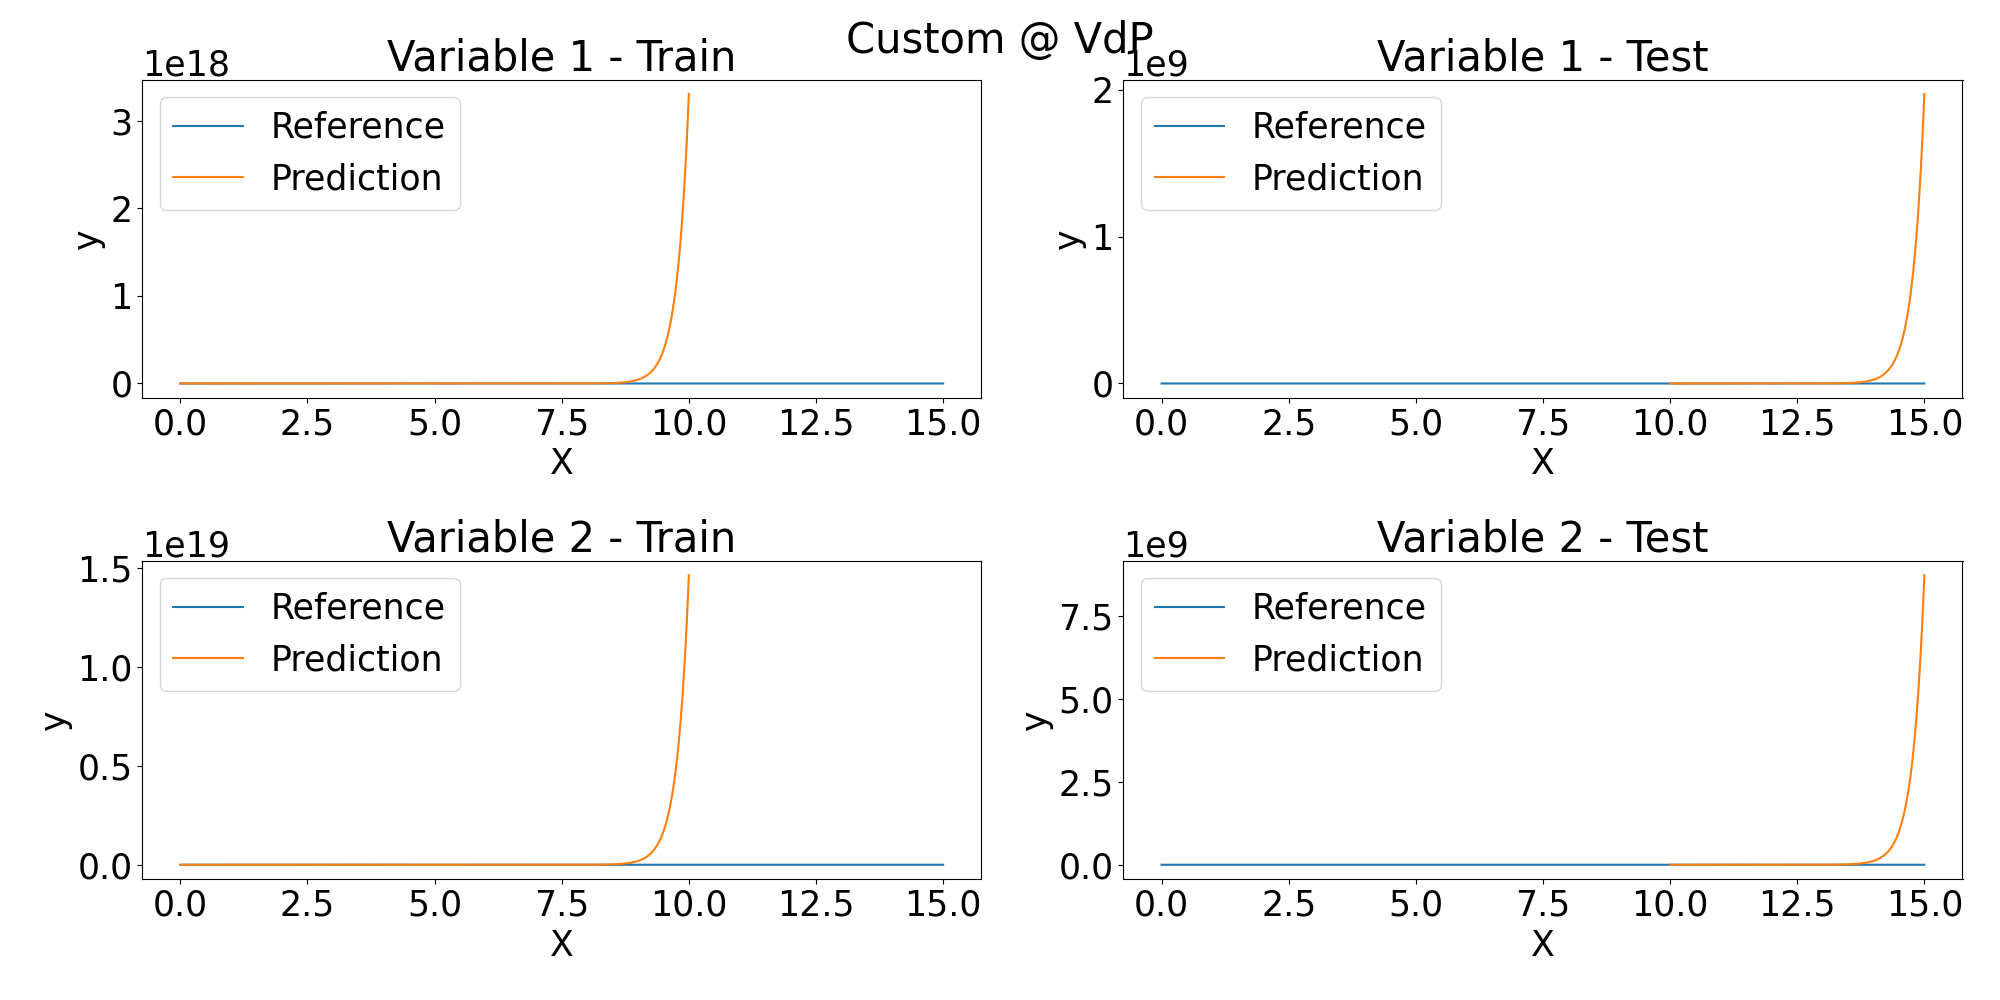 Custom @ VdP
Variable 1 - Train
1e18
Reference
Prediction
3
2
1
0
y
0.0 2.5 5.0 7.5 10.0 12.5 15.0
X
Variable 1 - Test
1e9
Reference
Prediction
2
1
0
y
0.0 2.5 5.0 7.5 10.0 12.5 15.0
X
Variable 2 - Train
1e19
Reference
Prediction
1.5
1.0
0.5
0.0
y
0.0 2.5 5.0 7.5 10.0 12.5 15.0
X
Variable 2 - Test
1e9
Reference
Prediction
7.5
5.0
2.5
0.0
y
0.0 2.5 5.0 7.5 10.0 12.5 15.0
X